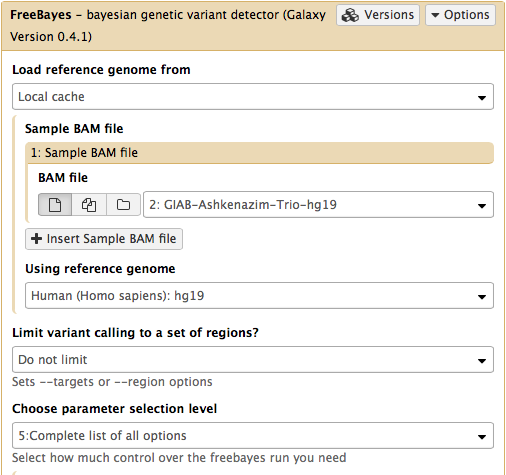 FreeBayes – bayesian genetic variant detector (Galaxy Version 0.4.1)
Versions
Options
Load reference genome from
Local cache
Sample BAM file
1: Sample BAM file
BAM file
2: GIAB-Ashkenazim-Trio-hg19
Insert Sample BAM file
Using reference genome
Human (Homo sapiens): hg19
Limit variant calling to a set of regions?
Do not limit
Sets --targets or --region options
Choose parameter selection level
5:Complete list of all options
Select how much control over the freebayes run you need